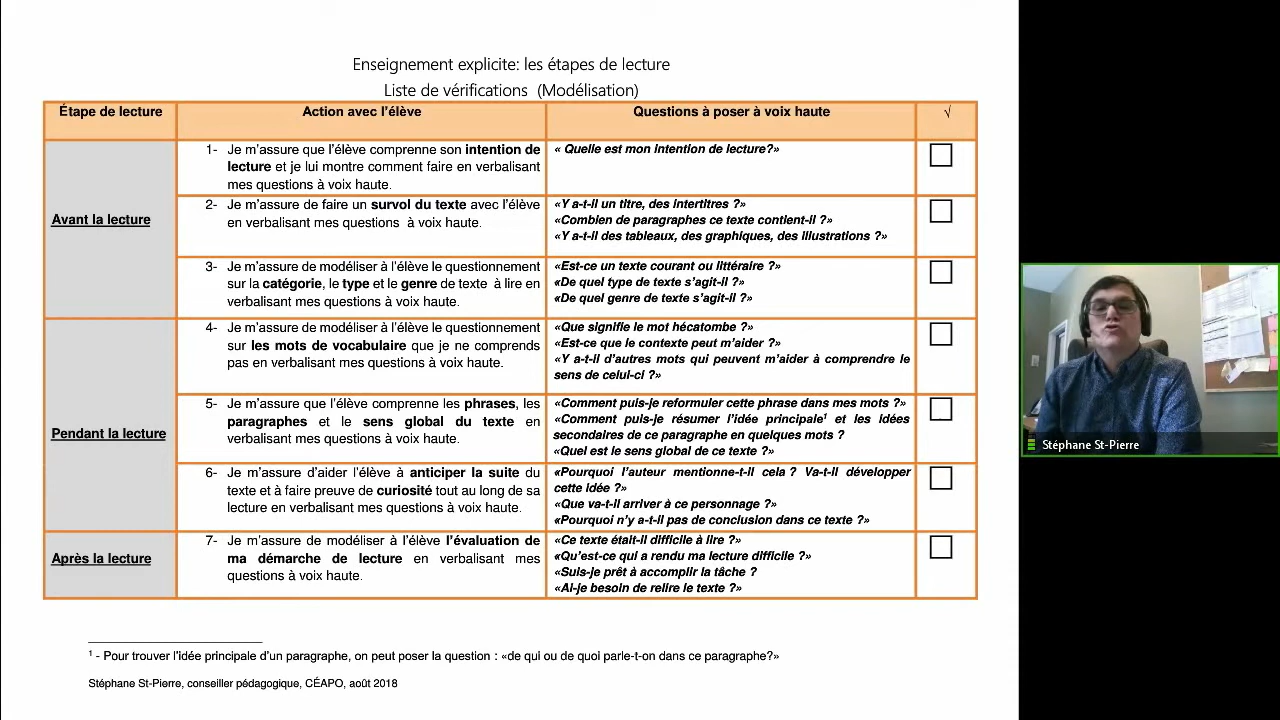 Enseignement explicite: les étapes de lecture
Liste de vérifications (Modélisation)
Étape de lecture
Action avec l'élève
Questions à poser à voix haute
√
Avant la lecture
1- Je m'assure que l'élève comprenne son intention de
lecture et je lui montre comment faire en verbalisant
mes questions à voix haute.
« Quelle est mon intention de lecture?»
2- Je m'assure de faire un survol du texte avec l'élève
en verbalisant mes questions à voix haute.
«Y a-t-il un titre, des intertitres ?»
«Combien de paragraphes ce texte contient-il ?»
«Y a-t-il des tableaux, des graphiques, des illustrations ?»
3- Je m'assure de modéliser à l'élève le questionnement
sur la catégorie, le type et le genre de texte à lire en
verbalisant mes questions à voix haute.
«Est-ce un texte courant ou littéraire ?»
«De quel type de texte s'agit-il ?»
«De quel genre de texte s'agit-il ?»
Pendant la lecture
4- Je m'assure de modéliser à l'élève le questionnement
sur les mots de vocabulaire que je ne comprends
pas en verbalisant mes questions à voix haute.
«Que signifie le mot hécatombe ?»
«Est-ce que le contexte peut m'aider ?»
«Y a-t-il d'autres mots qui peuvent m'aider à comprendre le
sens de celui-ci ?»
5- Je m'assure que l'élève comprenne les phrases, les
paragraphes et le sens global du texte en
verbalisant mes questions à voix haute.
«Comment puis-je reformuler cette phrase dans mes mots ?»
«Comment puis-je résumer l'idée principale¹ et les idées
secondaires de ce paragraphe en quelques mots ?
«Quel est le sens global de ce texte ?»
6- Je m'assure d'aider l'élève à anticiper la suite du
texte et à faire preuve de curiosité tout au long de sa
lecture en verbalisant mes questions à voix haute.
«Pourquoi l'auteur mentionne-t-il cela ? Va-t-il développer
cette idée ?»
«Que va-t-il arriver à ce personnage ?»
«Pourquoi n'y a-t-il pas de conclusion dans ce texte ?»
Après la lecture
7- Je m'assure de modéliser à l'élève l'évaluation de
ma démarche de lecture en verbalisant mes
questions à voix haute.
«Ce texte était-il difficile à lire ?»
«Qu'est-ce qui a rendu ma lecture difficile ?»
«Suis-je prêt à accomplir la tâche ?
«Ai-je besoin de relire le texte ?»
¹ - Pour trouver l'idée principale d'un paragraphe, on peut poser la question : «de qui ou de quoi parle-t-on dans ce paragraphe?»
Stéphane St-Pierre, conseiller pédagogique, CÉAPO, août 2018
Stéphane St-Pierre